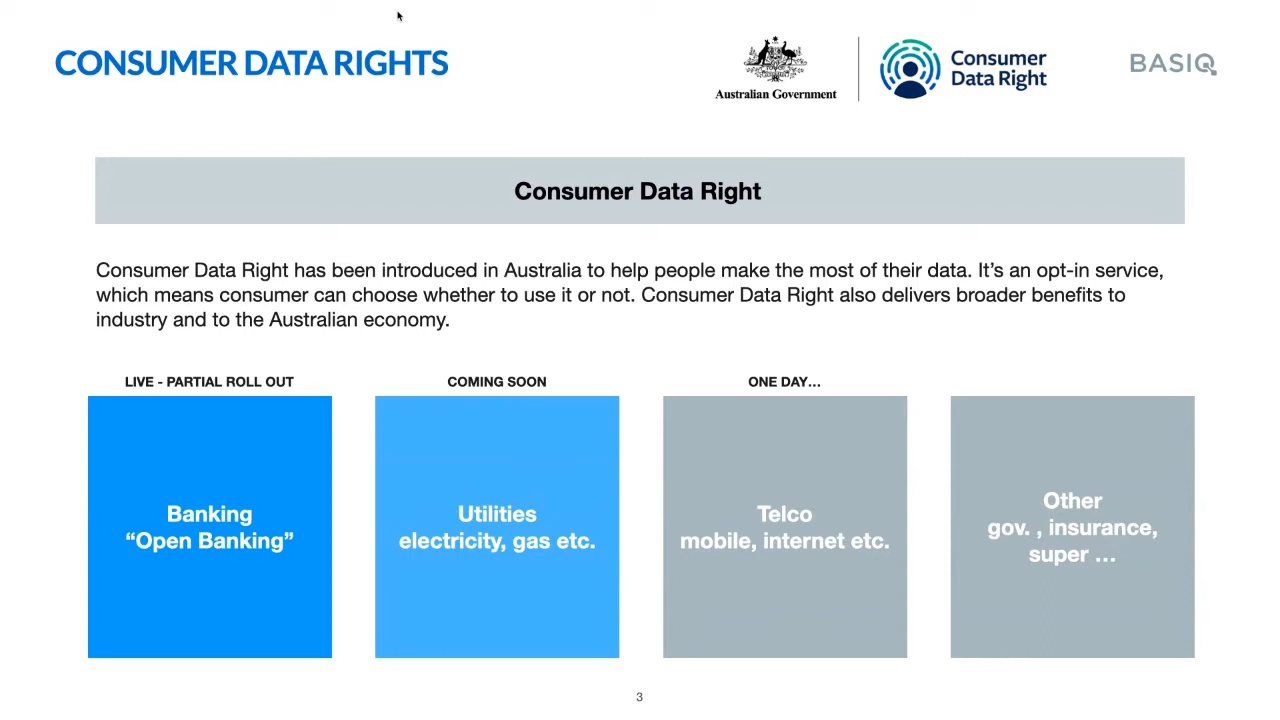 CONSUMER DATA RIGHTS
Australian Government
Consumer
Data Right
BASIQ
Consumer Data Right
Consumer Data Right has been introduced in Australia to help people make the most of their data. It’s an opt-in service,
which means consumer can choose whether to use it or not. Consumer Data Right also delivers broader benefits to
industry and to the Australian economy.
LIVE - PARTIAL ROLL OUT
COMING SOON
ONE DAY…
Banking
“Open Banking”
Utilities
electricity, gas etc.
Telco
mobile, internet etc.
Other
gov. , insurance,
super …
3